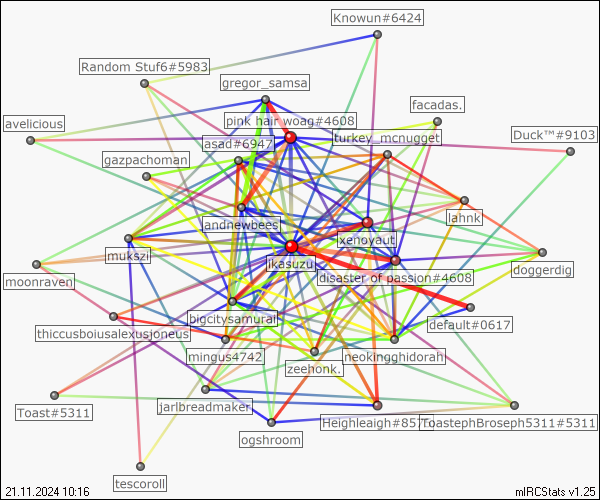 Knowun#6424
Random Stuf6#5983
gregor_samsa
facadas.
pink hair woag#4608
avelicious
asad#6947
turkey_mcnugget
Duck™#9103
gazpachoman
andnewbees
lahnk
xenoyaut
mukszi
ikasuzu
doggerdig
moonraven
disaster of passion#4608
bigcitysamurai
default#0617
thiccusboiusalexusjoneus
mingus4742
neokingghidorah
zeehonk.
Toast#5311
jarlbreadmaker
Heighleaigh#857
ToastephBroseph5311#5311
ogshroom
tescoroll
21.11.2024 10:16
mIRCStats v1.25